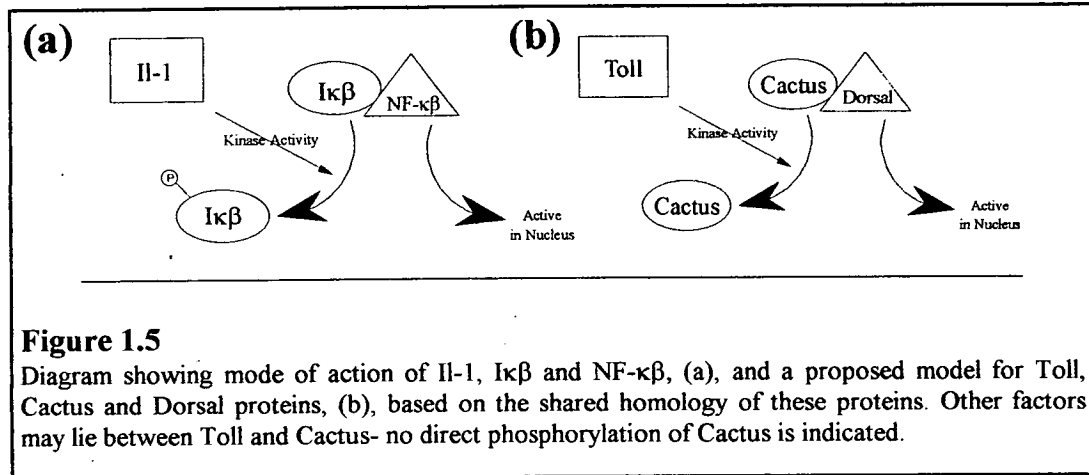 (a)
Il-1
Iκβ
NF-κβ
Kinase Activity
P
Iκβ
Active
in Nucleus
(b)
Toll
Cactus
Dorsal
Kinase Activity
Cactus
Active
in Nucleus
Figure 1.5
Diagram showing mode of action of Il-1, Iκβ and NF-κβ, (a), and a proposed model for Toll,
Cactus and Dorsal proteins, (b), based on the shared homology of these proteins. Other factors
may lie between Toll and Cactus- no direct phosphorylation of Cactus is indicated.